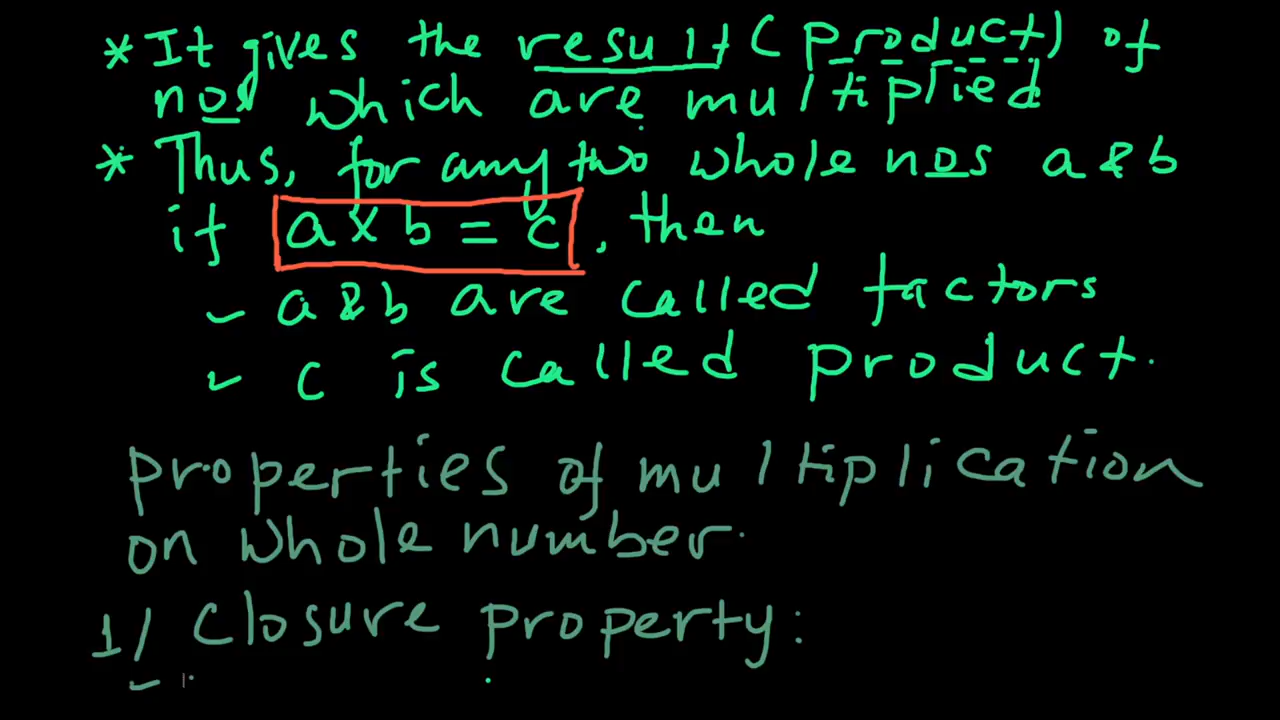 * It gives the result (product) of
nos which are multiplied
* Thus, for any two whole nos a & b
if a x b = c, then
✓ a & b are called factors
✓ c is called product.
properties of multiplication
on whole number.
1/ Closure property: